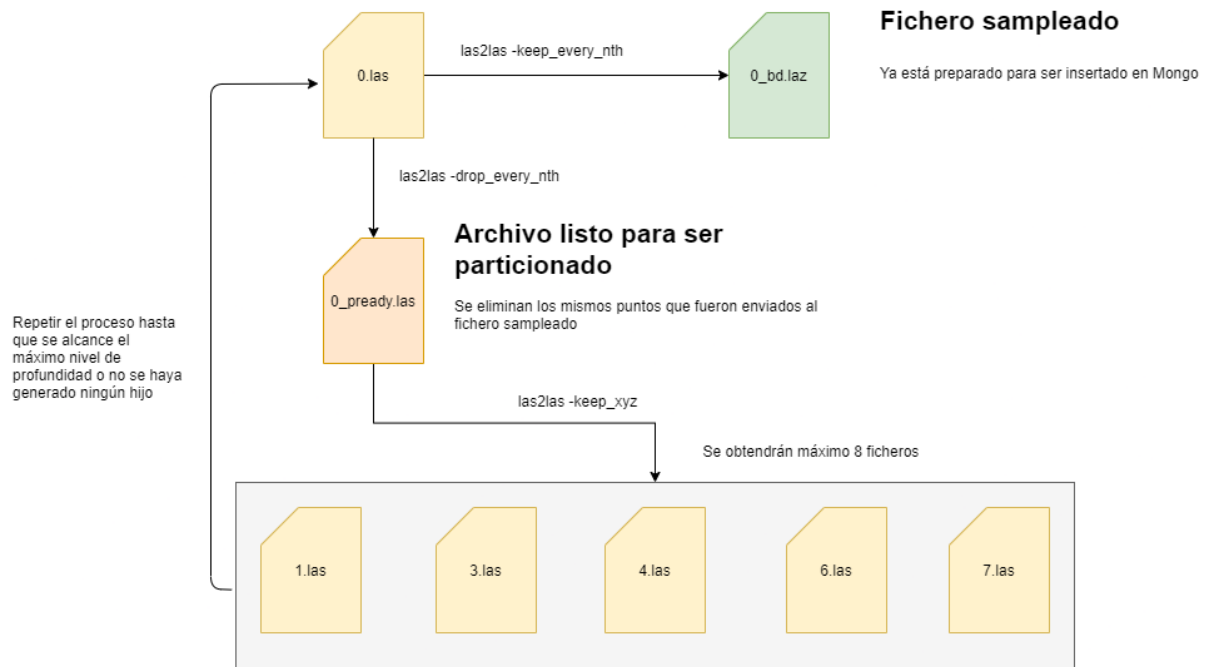 Fichero sampleado
las2las -keep_every_nth
0.las
0_bd.laz
Ya está preparado para ser insertado en Mongo
las2las -drop_every_nth
Archivo listo para ser
particionado
0_pready.las
Se eliminan los mismos puntos que fueron enviados al
fichero sampleado
Repetir el proceso hasta
que se alcance el
máximo nivel de
profundidad o no se haya
generado ningún hijo
las2las -keep_xyz
Se obtendrán máximo 8 ficheros
1.las
3.las
4.las
6.las
7.las